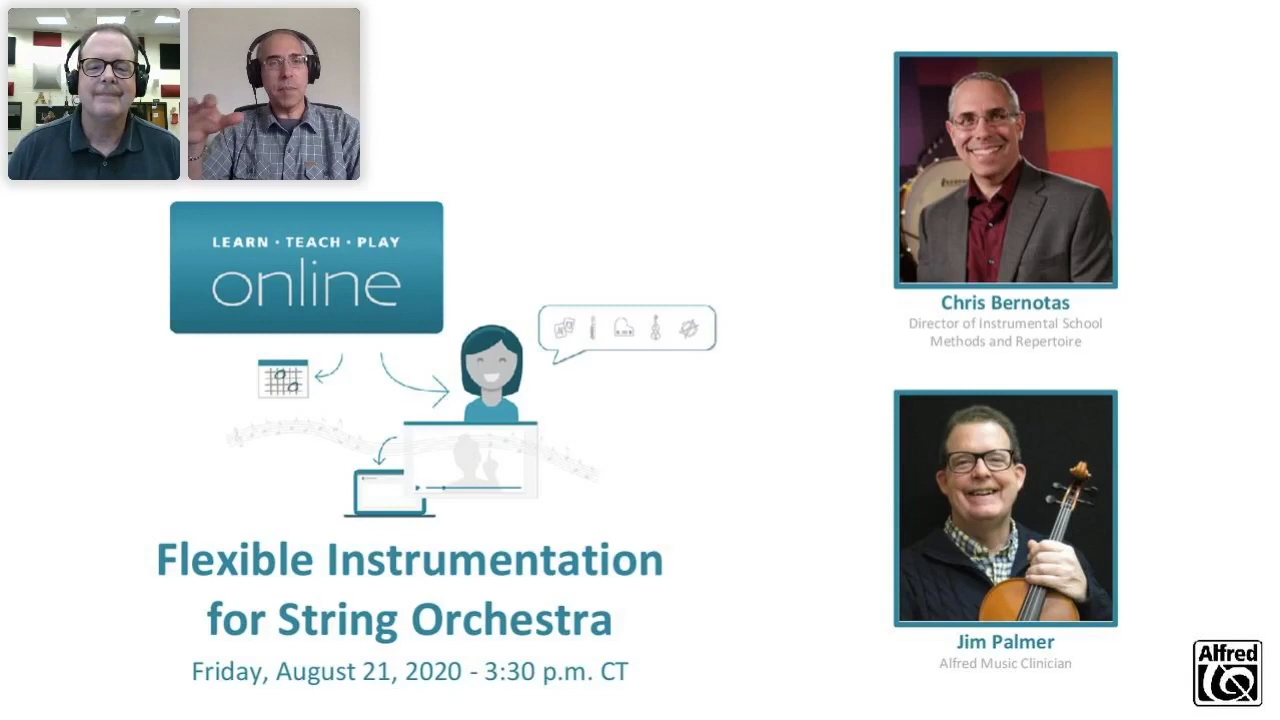 LEARN · TEACH · PLAY
online
Flexible Instrumentation
for String Orchestra
Friday, August 21, 2020 - 3:30 p.m. CT
Chris Bernotas
Director of Instrumental School
Methods and Repertoire
Jim Palmer
Alfred Music Clinician
Alfred